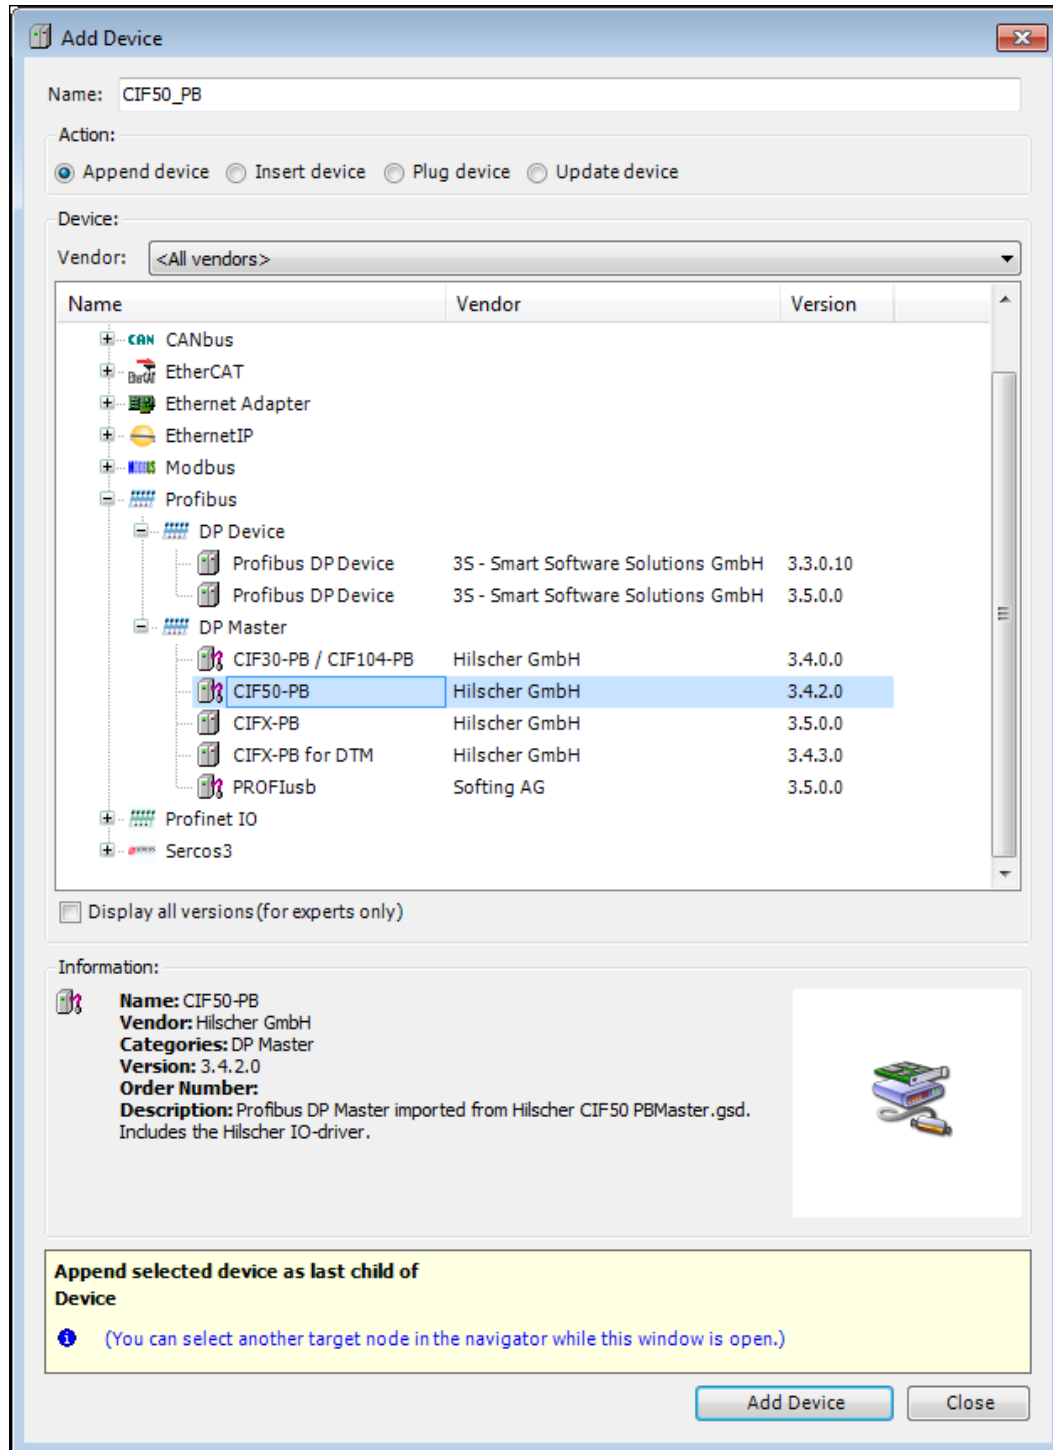 Add Device
Name: CIF50_PB
Action:
Append device Insert device Plug device Update device
Device:
Vendor: <All vendors>
Name Vendor Version
CAN CANbus
EtherCAT EtherCAT
Ethernet Adapter
EthernetIP
MODBUS Modbus
Profibus
DP Device
Profibus DP Device 3S - Smart Software Solutions GmbH 3.3.0.10
Profibus DP Device 3S - Smart Software Solutions GmbH 3.5.0.0
DP Master
CIF30-PB / CIF104-PB Hilscher GmbH 3.4.0.0
CIF50-PB Hilscher GmbH 3.4.2.0
CIFX-PB Hilscher GmbH 3.5.0.0
CIFX-PB for DTM Hilscher GmbH 3.4.3.0
PROFIusb Softing AG 3.5.0.0
Profinet IO
Sercos3
Display all versions (for experts only)
Information:
Name: CIF50-PB
Vendor: Hilscher GmbH
Categories: DP Master
Version: 3.4.2.0
Order Number:
Description: Profibus DP Master imported from Hilscher CIF50 PBMaster.gsd.
Includes the Hilscher IO-driver.
Append selected device as last child of
Device
(You can select another target node in the navigator while this window is open.)
Add Device Close